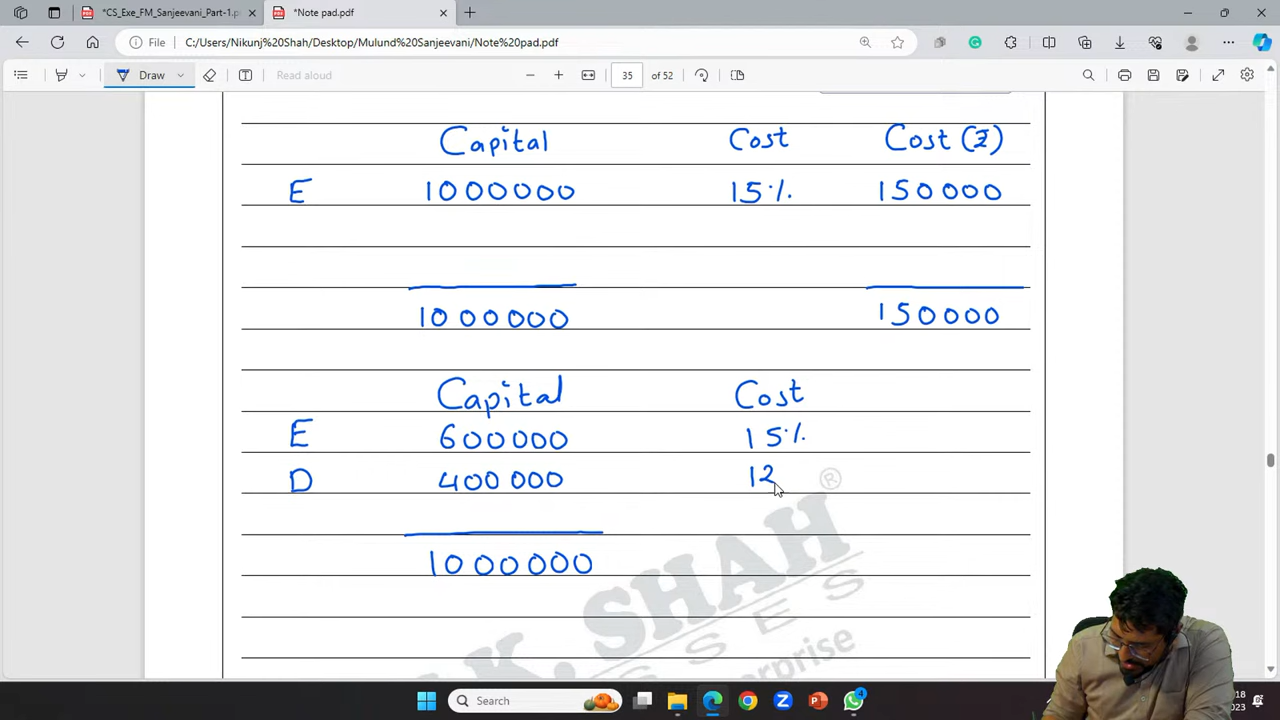 *CS_Exe_FM_Sanjeevani_Part-1.p
*Note pad.pdf
File
C:/Users/Nikunj%20Shah/Desktop/Mulund%20Sanjeevani/Note%20pad.pdf
Draw
Read aloud
35 of 52
Capital Cost Cost (₹)
E 1000000 15% 150000
1000000 150000
Capital Cost
E 600000 15%
D 400000 12
1000000
®
K. SHAH
Search
4